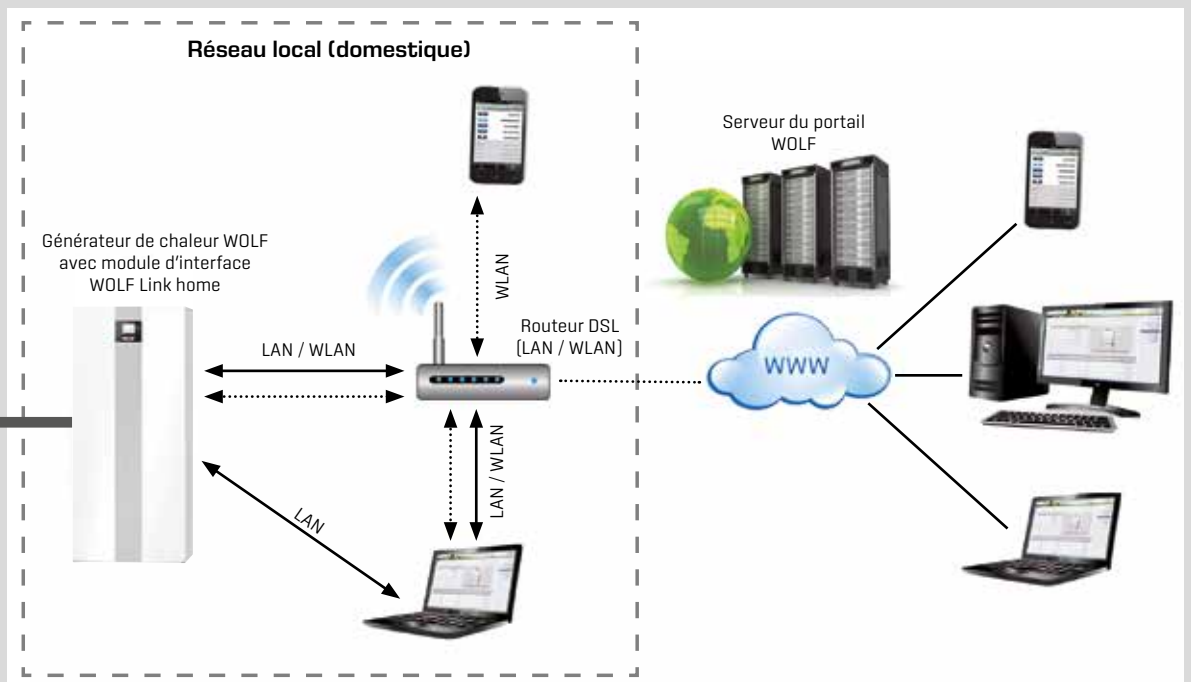 Réseau local (domestique)
Serveur du portail
WOLF
Générateur de chaleur WOLF
avec module d'interface
WOLF Link home
WLAN
Routeur DSL
(LAN / WLAN)
LAN / WLAN
WWW
LAN / WLAN
LAN